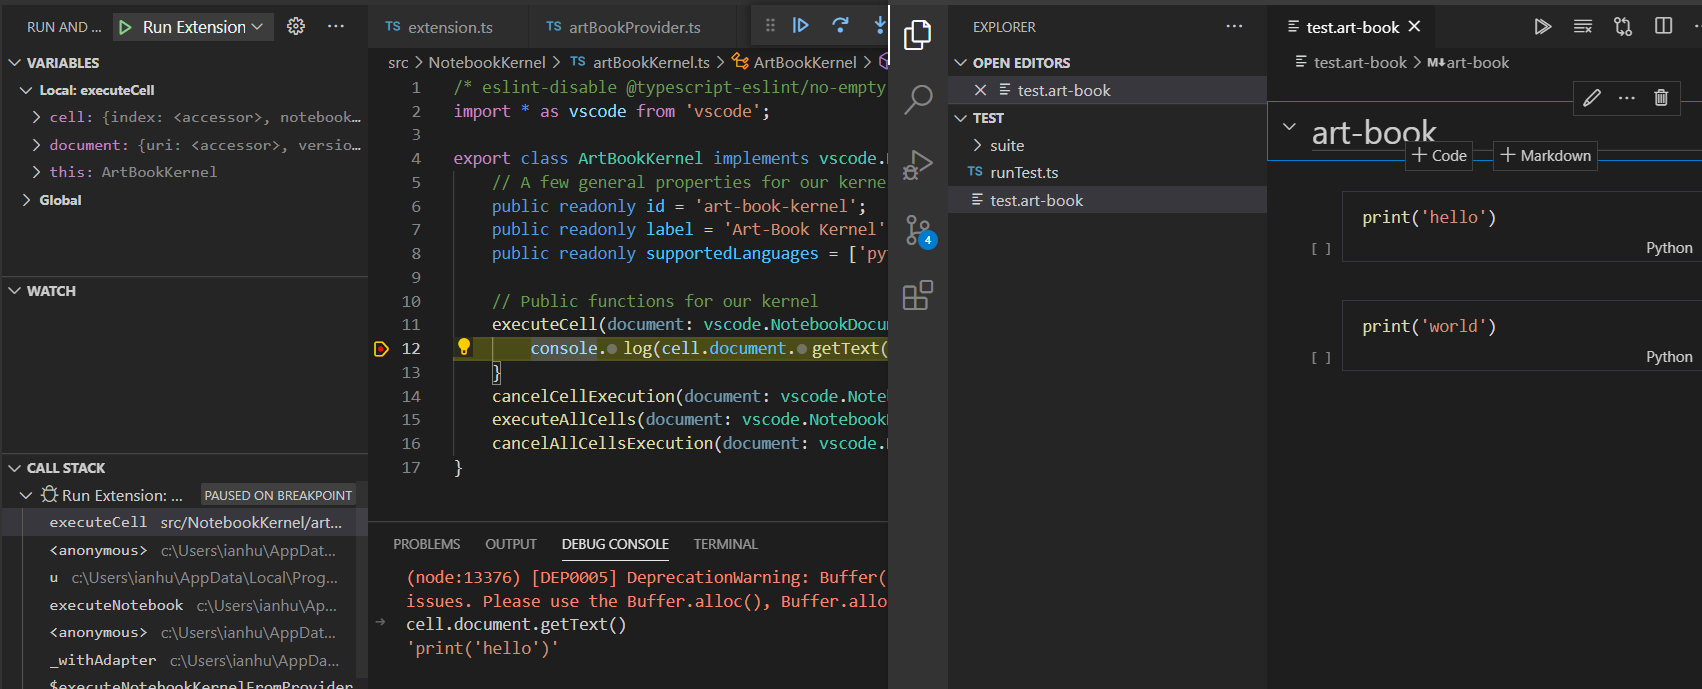 RUN AND ...
Run Extension
VARIABLES
Local: executeCell
cell: {index: <accessor>, notebook...
document: {uri: <accessor>, versio...
this: ArtBookKernel
Global
WATCH
CALL STACK
Run Extension: ...
PAUSED ON BREAKPOINT
executeCell src/NotebookKernel/art...
<anonymous> c:\Users\ianhu\AppDat...
u c:\Users\ianhu\AppData\Local\Prog...
executeNotebook c:\Users\ianhu\Ap...
<anonymous> c:\Users\ianhu\AppDat...
_withAdapter c:\Users\ianhu\AppDa...
$executeNotebookKernelFromProvider
TS extension.ts
TS artBookProvider.ts
src > NotebookKernel > TS artBookKernel.ts > ArtBookKernel >
1 /* eslint-disable @typescript-eslint/no-empty
2 import * as vscode from 'vscode';
3
4 export class ArtBookKernel implements vscode.
5 // A few general properties for our kerne
6 public readonly id = 'art-book-kernel';
7 public readonly label = 'Art-Book Kernel'
8 public readonly supportedLanguages = ['py
9
10 // Public functions for our kernel
11 executeCell(document: vscode.NotebookDocu
12 console.log(cell.document.getText(
13 }
14 cancelCellExecution(document: vscode.Note
15 executeAllCells(document: vscode.Notebook
16 cancelAllCellsExecution(document: vscode.
17 }
PROBLEMS OUTPUT DEBUG CONSOLE TERMINAL
(node:13376) [DEP0005] DeprecationWarning: Buffer(
issues. Please use the Buffer.alloc(), Buffer.allo
cell.document.getText()
'print('hello')'
4
EXPLORER
OPEN EDITORS
test.art-book
TEST
suite
TS runTest.ts
test.art-book
test.art-book
test.art-book > M↓art-book
art-book
+ Code
+ Markdown
print('hello')
[ ]
Python
print('world')
[ ]
Python